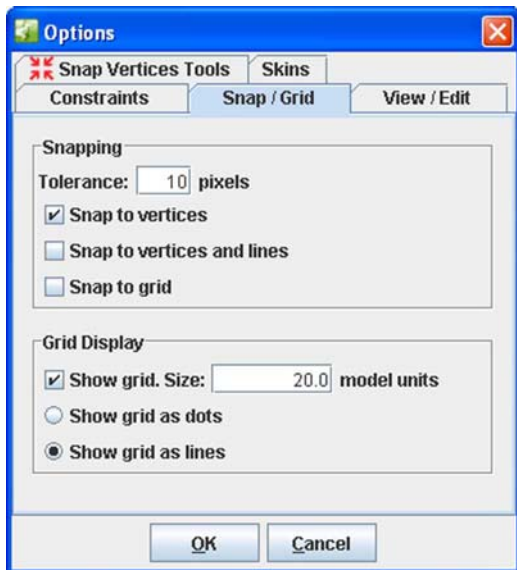 Options
Snap Vertices Tools Skins
Constraints Snap / Grid View / Edit
Snapping
Tolerance: 10 pixels
Snap to vertices
Snap to vertices and lines
Snap to grid
Grid Display
Show grid. Size: 20.0 model units
Show grid as dots
Show grid as lines
OK Cancel